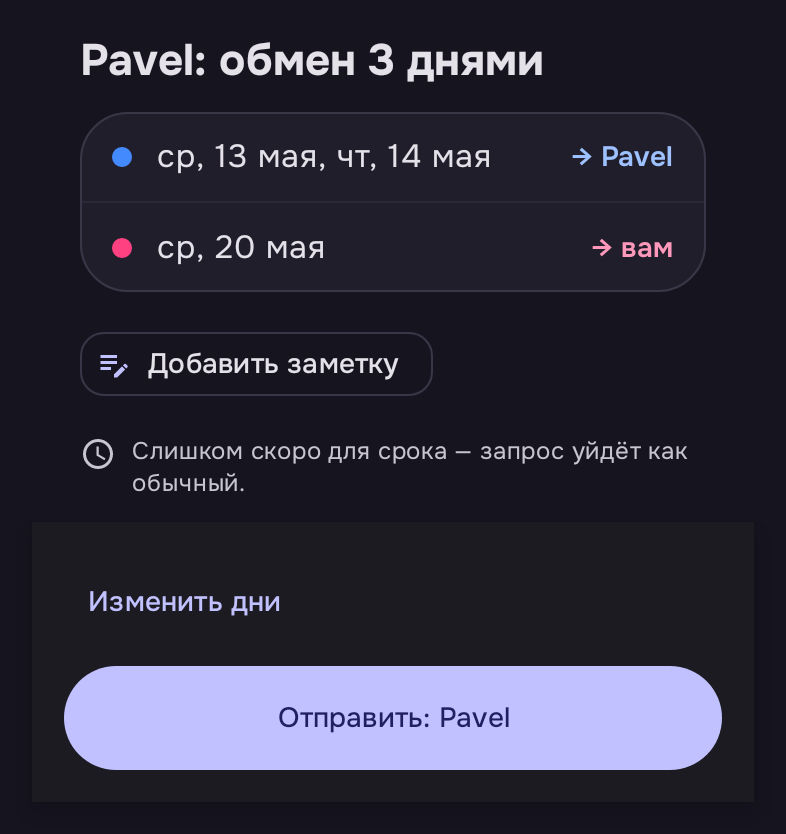 Pavel: обмен 3 днями
ср, 13 мая, чт, 14 мая → Pavel
ср, 20 мая → вам
Добавить заметку
Слишком скоро для срока — запрос уйдёт как
обычный.
Изменить дни
Отправить: Pavel